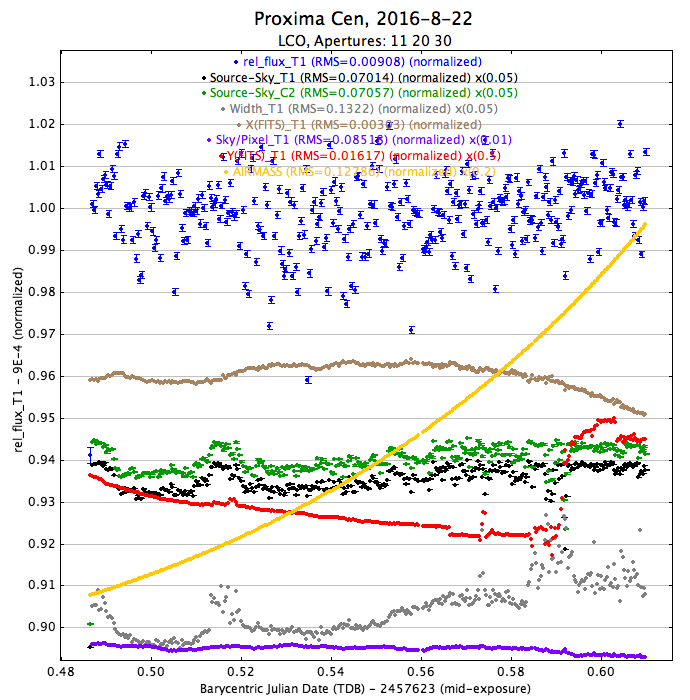 Proxima Cen, 2016-8-22
LCO, Apertures: 11 20 30
rel_flux_T1 (RMS=0.00908) (normalized)
Source-Sky_T1 (RMS=0.07014) (normalized) x(0.05)
Source-Sky_C2 (RMS=0.07057) (normalized) x(0.05)
Width_T1 (RMS=0.1322) (normalized) x(0.05)
X(FITS)_T1 (normalized)
Sky/Pixel_T1 (normalized) x(0.01)
Y(FITS)_T1 (RMS=0.01617) (normalized) x(0.5)
AIRMASS (normalized)
1.03
1.02
1.01
1.00
0.99
0.98
0.97
0.96
0.95
0.94
0.93
0.92
0.91
0.90
rel_flux_T1 - 9E-4 (normalized)
0.48
0.50
0.52
0.54
0.56
0.58
0.60
Barycentric Julian Date (TDB) - 2457623 (mid-exposure)